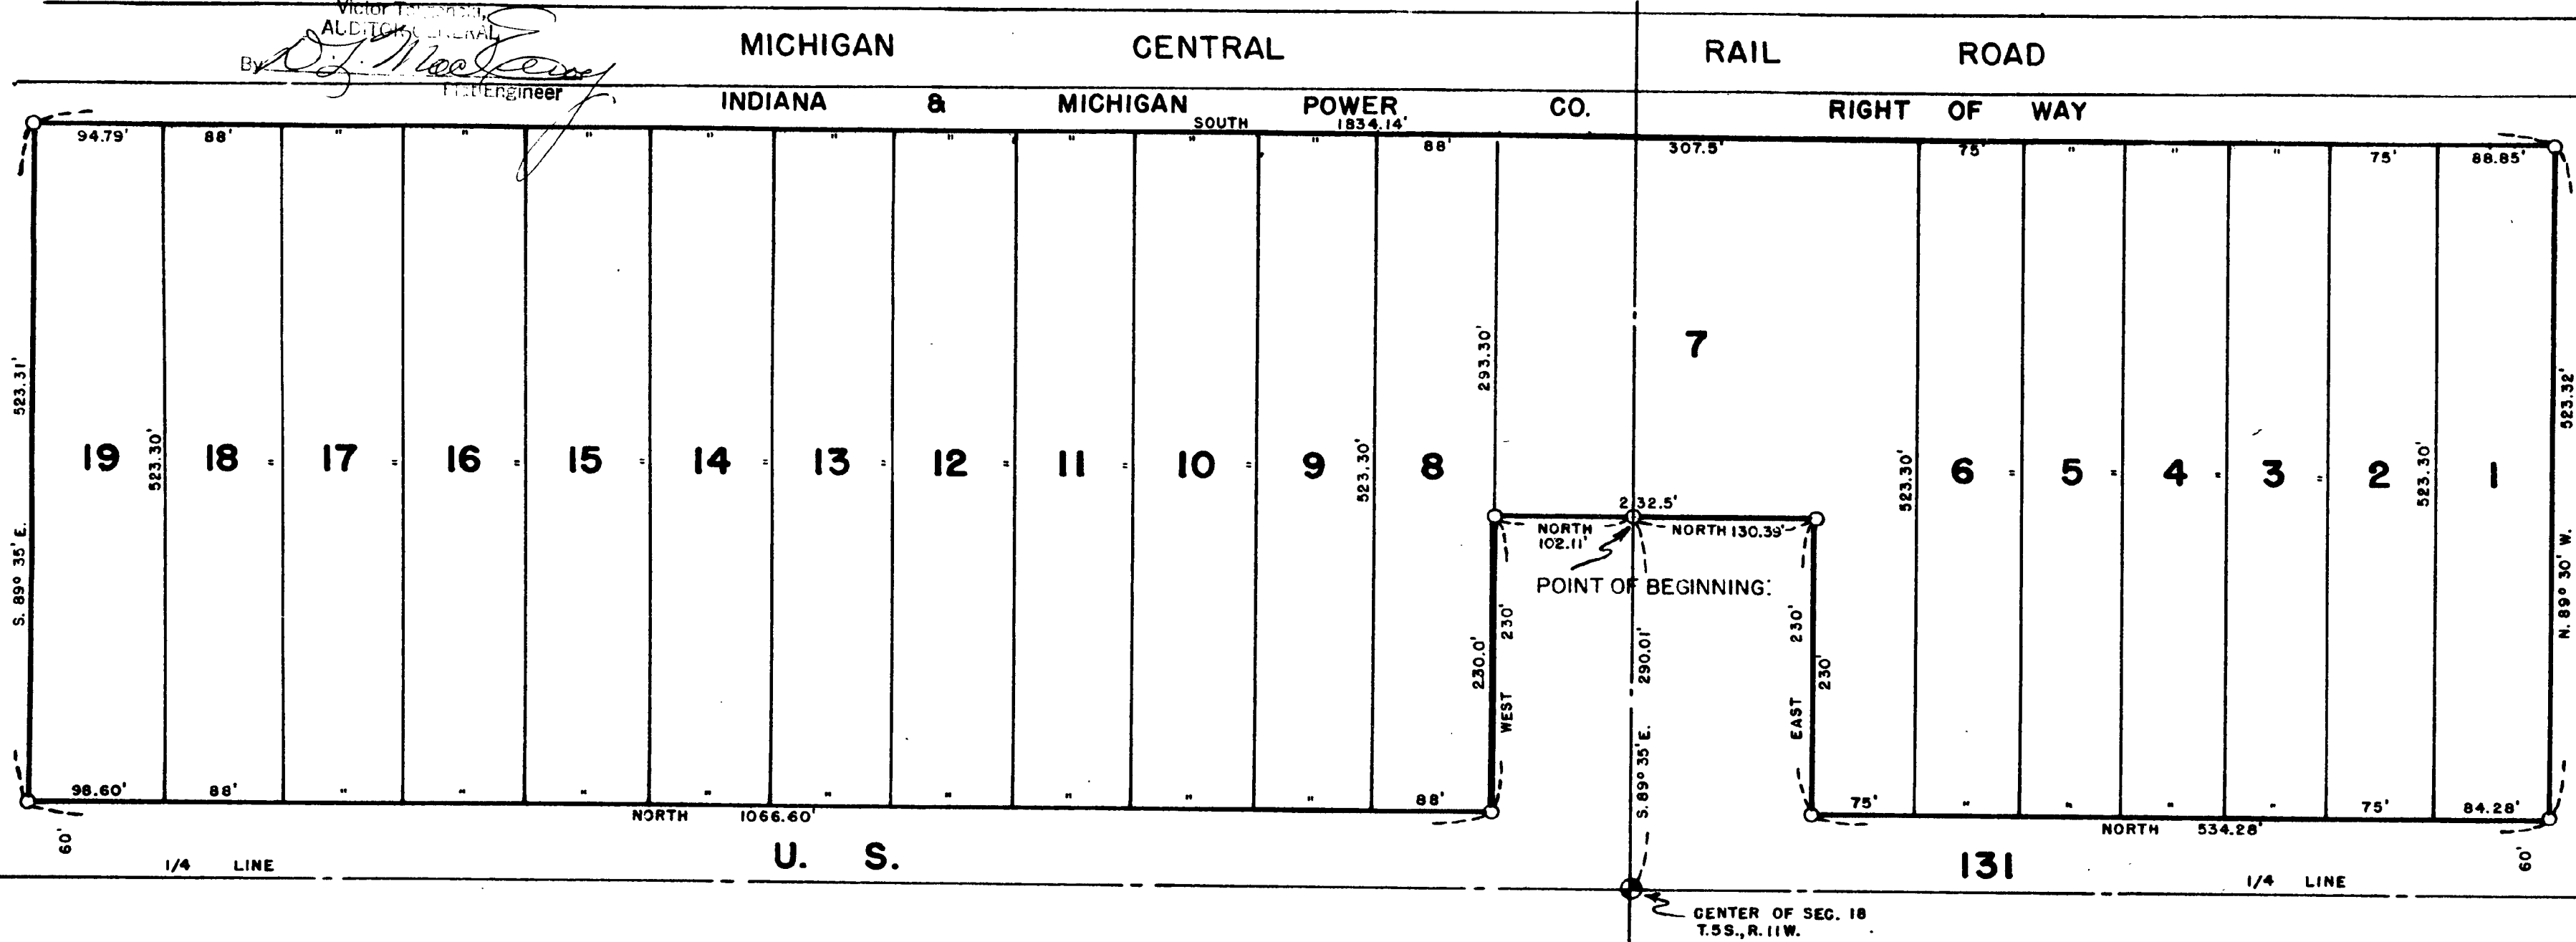 Victor
AUDITOR GENERAL
By
Plat Engineer
MICHIGAN CENTRAL RAIL ROAD
INDIANA & MICHIGAN POWER CO. RIGHT OF WAY
SOUTH 1834.14'
94.79' 88' " " " " " " " " " 88' 307.5' 75' " " " 75' 88.85'
293.30'
7
S. 89° 35' E. 523.31'
523.30'
523.30'
523.30'
523.30'
N. 89° 30' W. 523.32'
19 18 " 17 " 16 " 15 " 14 " 13 " 12 " 11 " 10 " 9 8 6 " 5 " 4 " 3 " 2 1
232.5'
NORTH 102.11'
NORTH 130.39'
POINT OF BEGINNING:
230.0'
WEST 230'
S. 89° 35' E. 290.01'
EAST 230'
230'
98.60' 88' " " " " " " " " " 88' 75' " " " " 75' 84.28'
NORTH 1066.60'
NORTH 534.28'
60'
60'
U. S. 131
1/4 LINE
1/4 LINE
CENTER OF SEC. 18
T.5 S., R. 11 W.